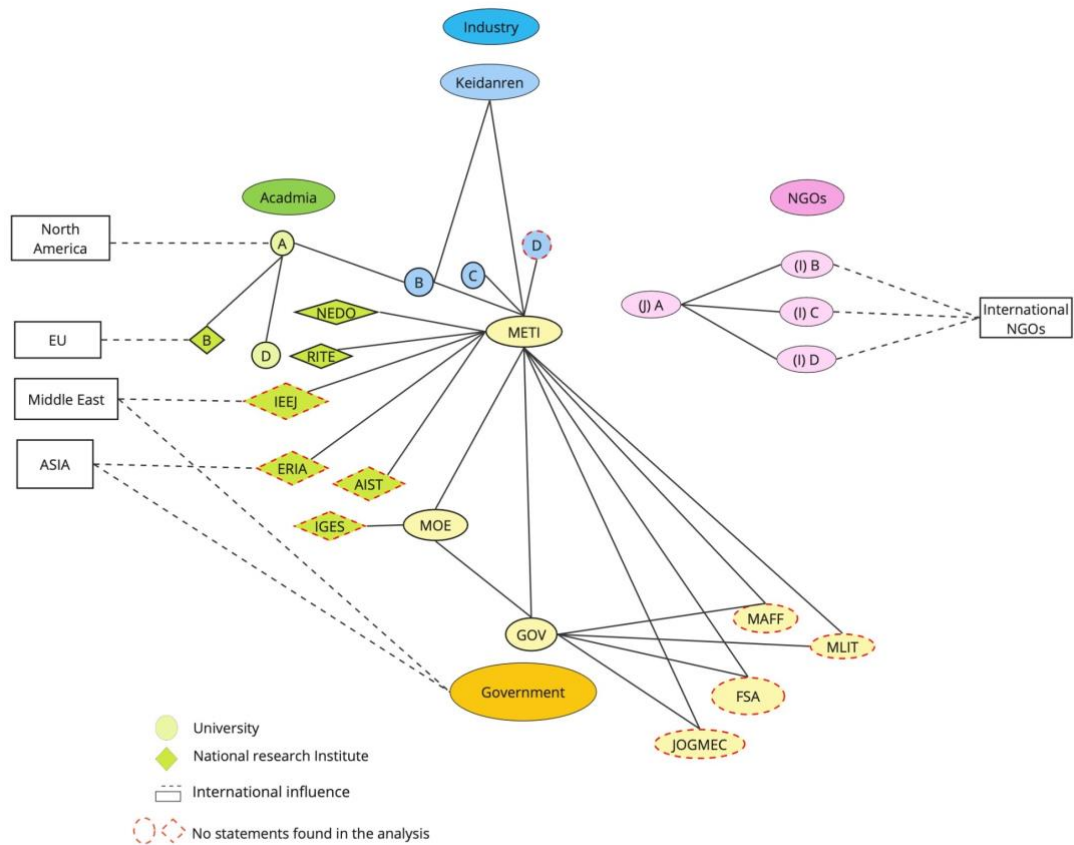 Industry
Keidanren
Acadmia
NGOs
North
America
A
D
(I) B
B
C
(J) A
(I) C
International
NGOs
NEDO
METI
EU
B
D
RITE
(I) D
Middle East
IEEJ
ASIA
ERIA
AIST
IGES
MOE
MAFF
GOV
MLIT
Government
FSA
JOGMEC
University
National research Institute
International influence
No statements found in the analysis